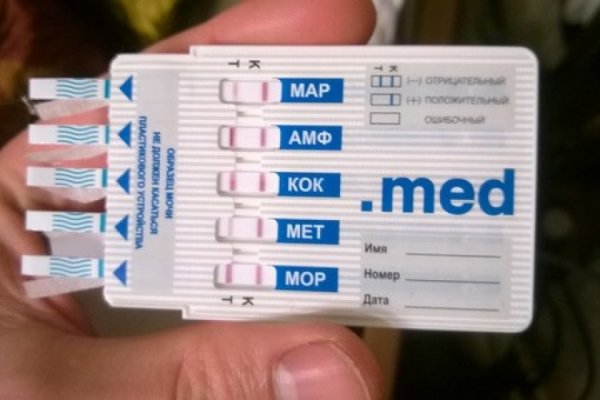 Т К
МАР
АМФ
КОК
МЕТ
МОР
Т К
ОБРАЗЕЦ МОЧИ
НЕ ДОЛЖЕН КАСАТЬСЯ
ПЛАСТИКОВОГО УСТРОЙСТВА
Т К
(−) ОТРИЦАТЕЛЬНЫЙ
(+) ПОЛОЖИТЕЛЬНЫЙ
ОШИБОЧНЫЙ
.med
Имя
Номер
Дата